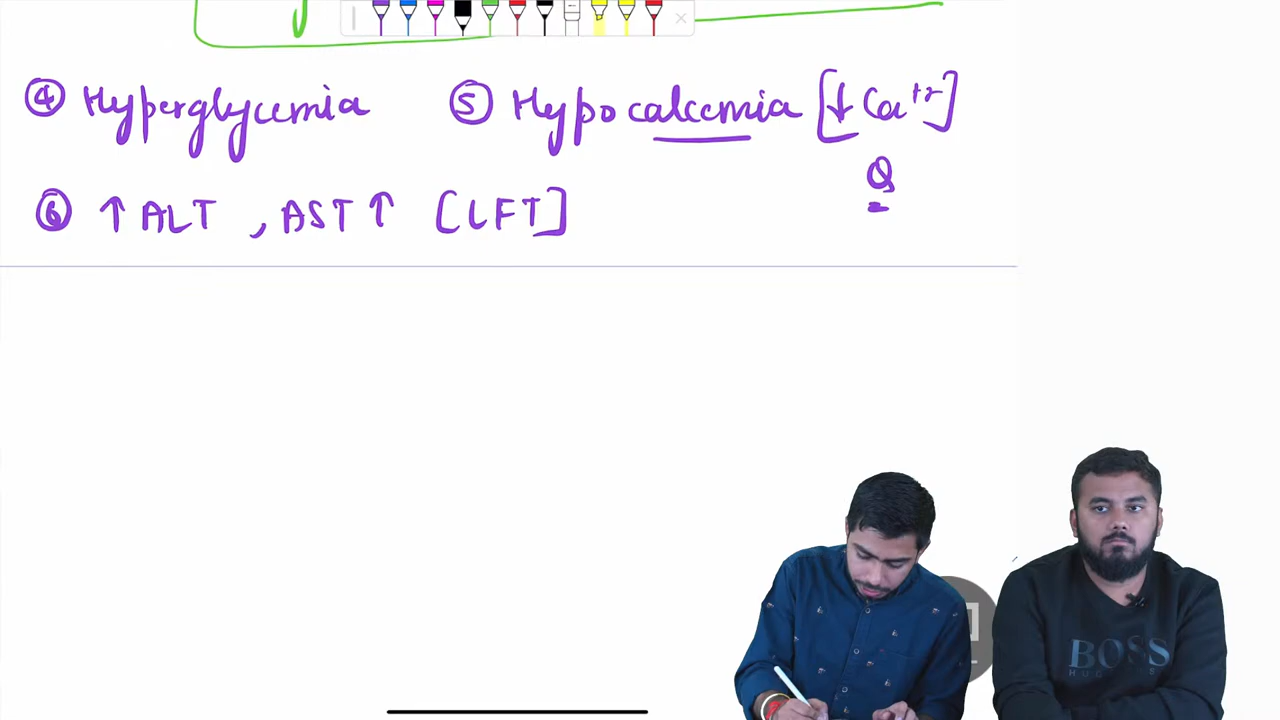 ④ Hyperglycemia ⑤ Hypocalcemia [↓ Ca⁺²]
Q
⑥ ↑ ALT , AST ↑ [LFT]
BOSS